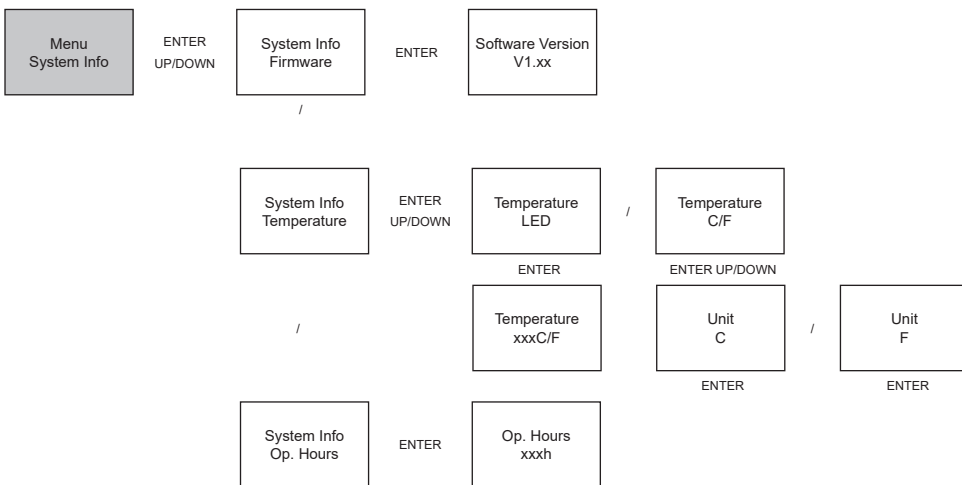 Menu
System Info
ENTER
UP/DOWN
System Info
Firmware
ENTER
Software Version
V1.xx
/
System Info
Temperature
ENTER
UP/DOWN
Temperature
LED
/
Temperature
C/F
ENTER
ENTER UP/DOWN
/
Temperature
xxxC/F
Unit
C
/
Unit
F
ENTER
ENTER
System Info
Op. Hours
ENTER
Op. Hours
xxxh